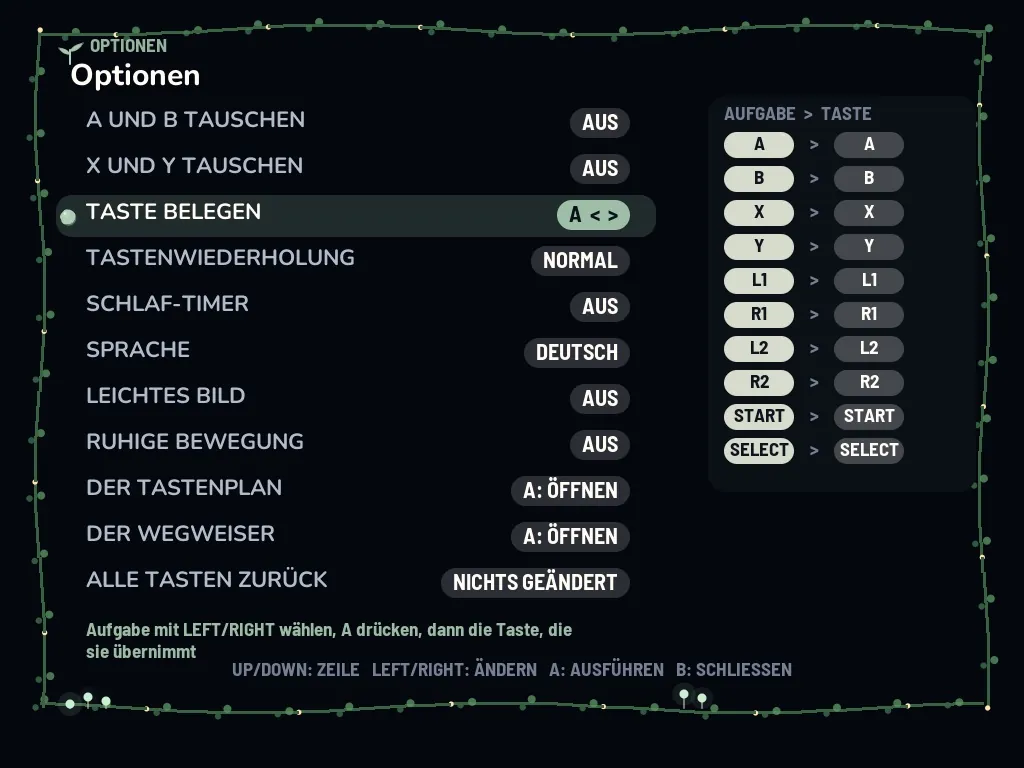 OPTIONEN
Optionen
A UND B TAUSCHEN AUS
X UND Y TAUSCHEN AUS
TASTE BELEGEN A < >
TASTENWIEDERHOLUNG NORMAL
SCHLAF-TIMER AUS
SPRACHE DEUTSCH
LEICHTES BILD AUS
RUHIGE BEWEGUNG AUS
DER TASTENPLAN A: ÖFFNEN
DER WEGWEISER A: ÖFFNEN
ALLE TASTEN ZURÜCK NICHTS GEÄNDERT
AUFGABE > TASTE
A > A
B > B
X > X
Y > Y
L1 > L1
R1 > R1
L2 > L2
R2 > R2
START > START
SELECT > SELECT
Aufgabe mit LEFT/RIGHT wählen, A drücken, dann die Taste, die
sie übernimmt
UP/DOWN: ZEILE LEFT/RIGHT: ÄNDERN A: AUSFÜHREN B: SCHLIESSEN